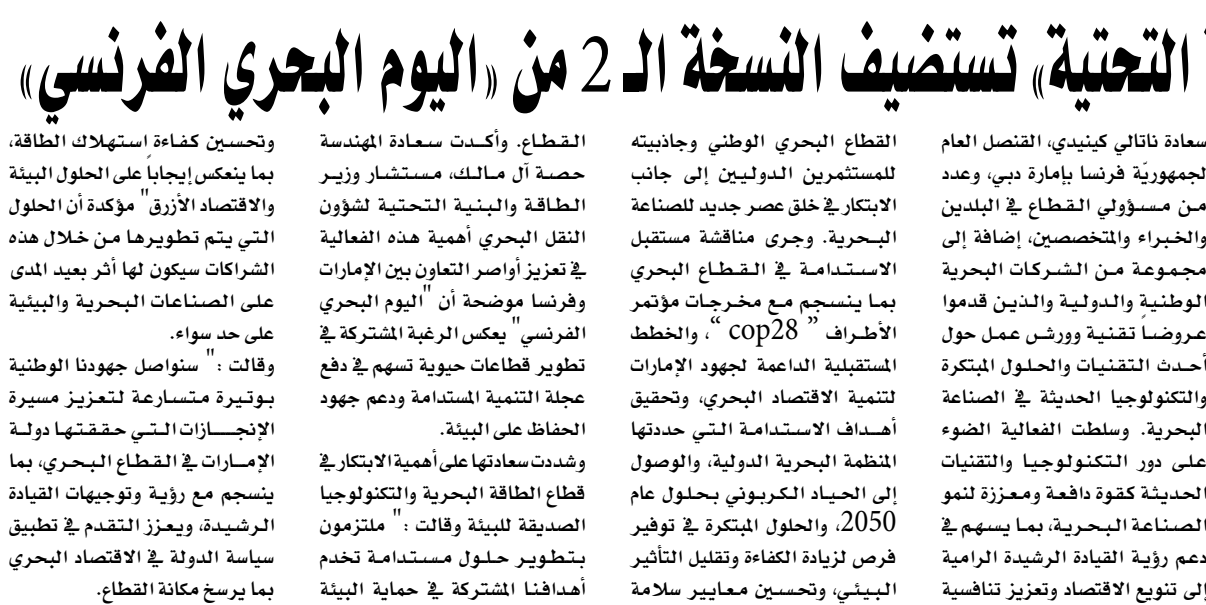 التحتية» تستضيف النسخة الـ 2 من «اليوم البحري الفرنسي»
سعادة ناتالي كينيدي، القنصل العام
لجمهوريّة فرنسا بإمارة دبي، وعدد
من مسؤولي القطاع في البلدين
والخبراء والمتخصصين، إضافة إلى
مجموعة من الشركات البحرية
الوطنية والدولية والذين قدموا
عروضاً تقنية وورش عمل حول
أحدث التقنيات والحلول المبتكرة
والتكنولوجيا الحديثة في الصناعة
البحرية. وسلطت الفعالية الضوء
على دور التكنولوجيا والتقنيات
الحديثة كقوة دافعة ومعززة لنمو
الصناعة البحرية، بما يسهم في
دعم رؤية القيادة الرشيدة الرامية
إلى تنويع الاقتصاد وتعزيز تنافسية
القطاع البحري الوطني وجاذبيته
للمستثمرين الدوليين إلى جانب
الابتكار في خلق عصر جديد للصناعة
البحرية. وجرى مناقشة مستقبل
الاستدامة في القطاع البحري
بما ينسجم مع مخرجات مؤتمر
الأطراف “ cop28 “، والخطط
المستقبلية الداعمة لجهود الإمارات
لتنمية الاقتصاد البحري، وتحقيق
أهداف الاستدامة التي حددتها
المنظمة البحرية الدولية، والوصول
إلى الحياد الكربوني بحلول عام
2050، والحلول المبتكرة في توفير
فرص لزيادة الكفاءة وتقليل التأثير
البيئي، وتحسين معايير سلامة
القطاع. وأكدت سعادة المهندسة
حصة آل مالك، مستشار وزير
الطاقة والبنية التحتية لشؤون
النقل البحري أهمية هذه الفعالية
في تعزيز أواصر التعاون بين الإمارات
وفرنسا موضحة أن "اليوم البحري
الفرنسي" يعكس الرغبة المشتركة في
تطوير قطاعات حيوية تسهم في دفع
عجلة التنمية المستدامة ودعم جهود
الحفاظ على البيئة.
وشددت سعادتها على أهمية الابتكار في
قطاع الطاقة البحرية والتكنولوجيا
الصديقة للبيئة وقالت :" ملتزمون
بتطوير حلول مستدامة تخدم
أهدافنا المشتركة في حماية البيئة
وتحسين كفاءة استهلاك الطاقة،
بما ينعكس إيجاباً على الحلول البيئة
والاقتصاد الأزرق" مؤكدة أن الحلول
التي يتم تطويرها من خلال هذه
الشراكات سيكون لها أثر بعيد المدى
على الصناعات البحرية والبيئية
على حد سواء.
وقالت :" سنواصل جهودنا الوطنية
بوتيرة متسارعة لتعزيز مسيرة
الإنجازات التي حققتها دولة
الإمارات في القطاع البحري، بما
ينسجم مع رؤية وتوجيهات القيادة
الرشيدة، ويعزز التقدم في تطبيق
سياسة الدولة في الاقتصاد البحري
بما يرسخ مكانة القطاع.